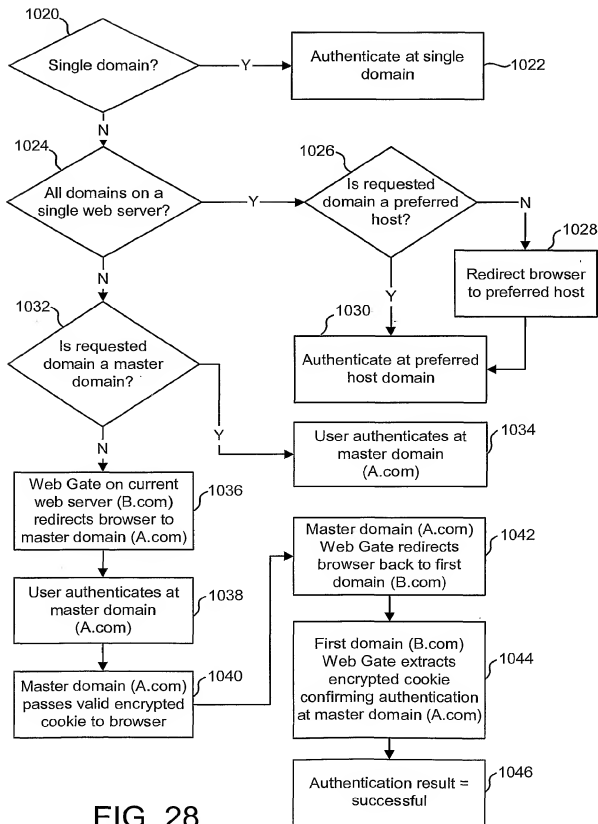 1020
Single domain?
Y
Authenticate at single
domain
1022
N
1024
All domains on a
single web server?
Y
1026
Is requested
domain a preferred
host?
N
1028
Redirect browser
to preferred host
N
Y
1030
Authenticate at preferred
host domain
1032
Is requested
domain a master
domain?
Y
User authenticates at
master domain
(A.com)
1034
N
Web Gate on current
web server (B.com)
redirects browser to
master domain (A.com)
1036
User authenticates at
master domain
(A.com)
1038
Master domain (A.com)
passes valid encrypted
cookie to browser
1040
Master domain (A.com)
Web Gate redirects
browser back to first
domain (B.com)
1042
First domain (B.com)
Web Gate extracts
encrypted cookie
confirming authentication
at master domain (A.com)
1044
Authentication result =
successful
1046
FIG. 28